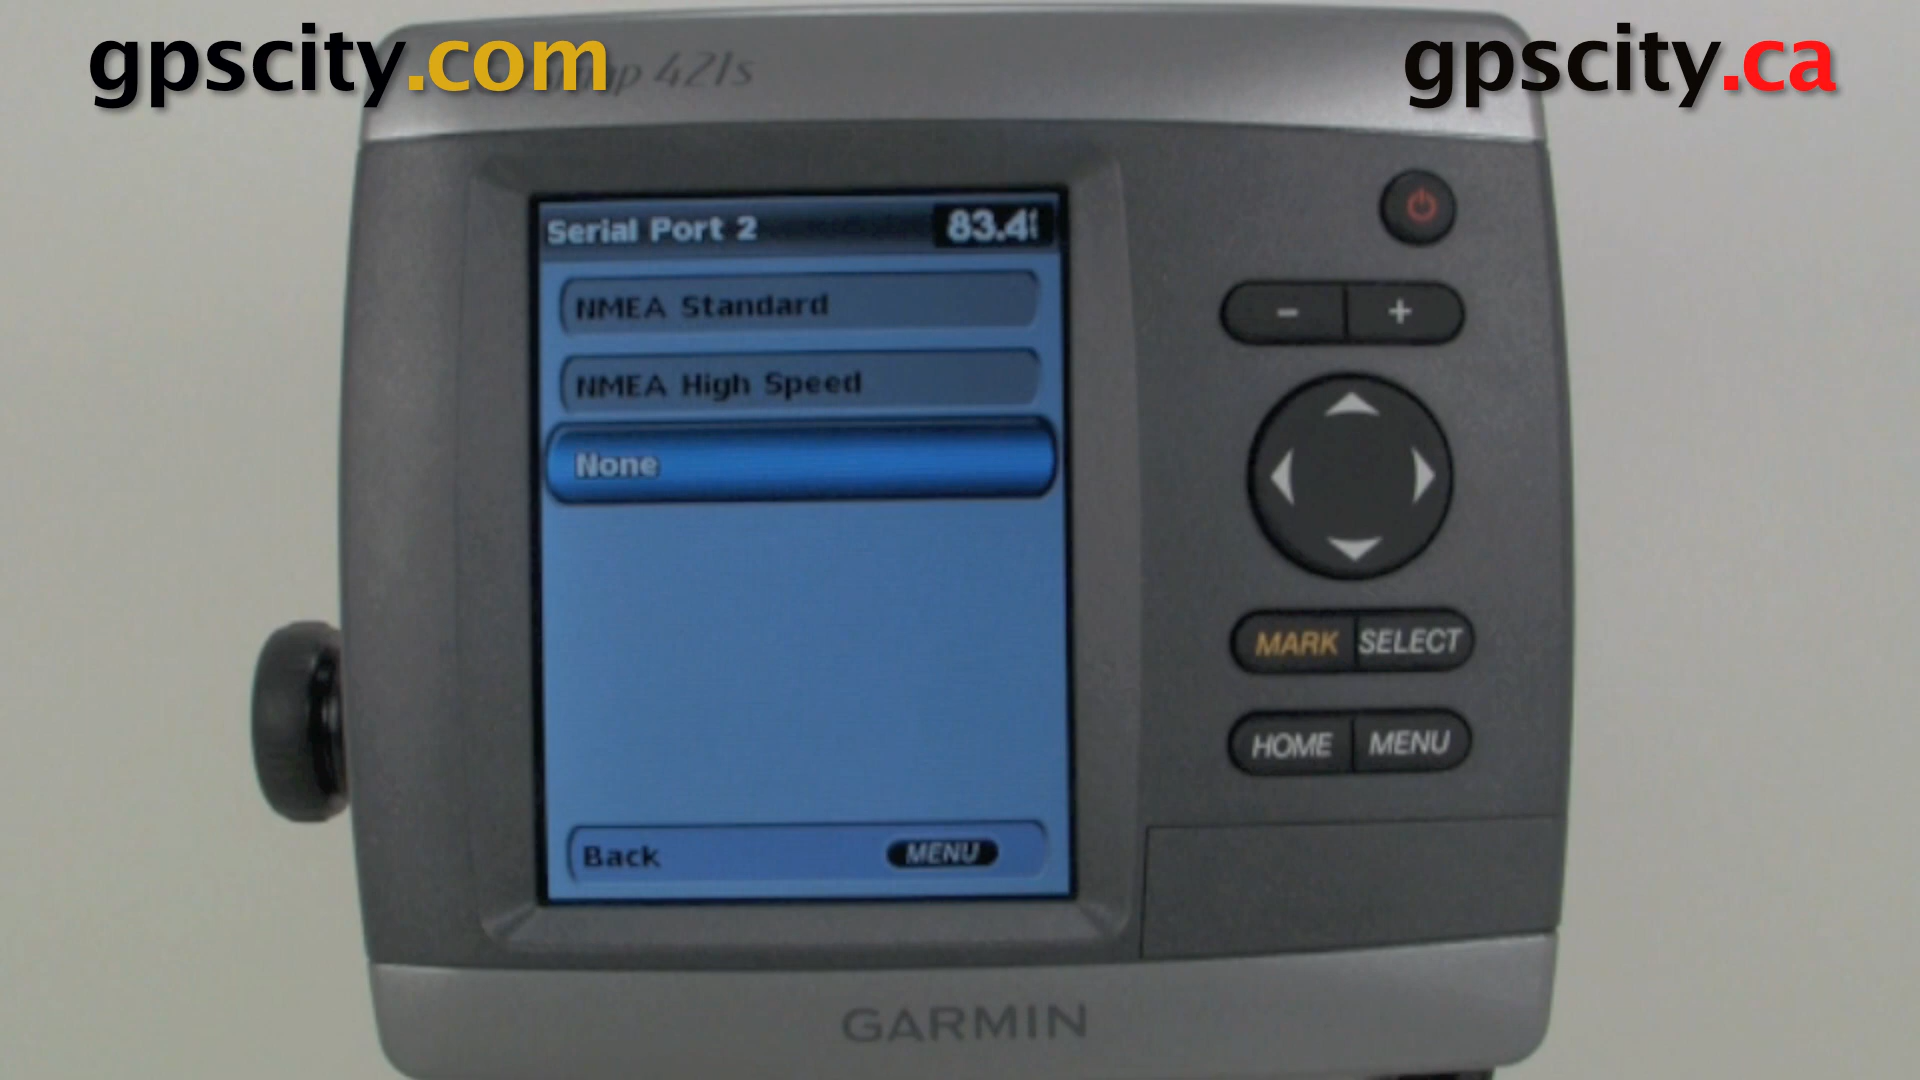 gpscity.com
gpscity.ca
421s
Serial Port 2
83.4
NMEA Standard
NMEA High Speed
None
Back MENU
- +
MARK SELECT
HOME MENU
GARMIN